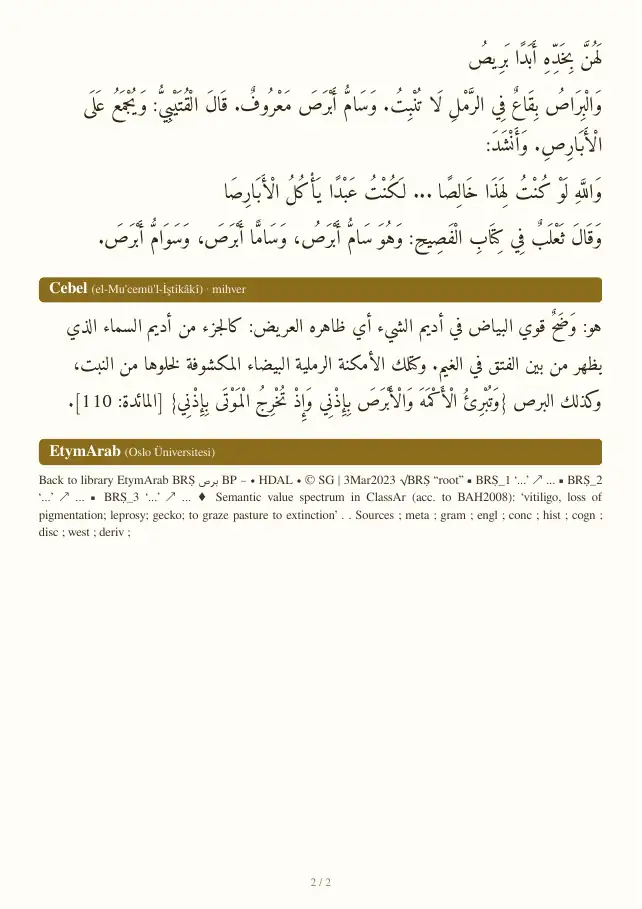 لَهُنَّ بِخَدِّهِ أَبَدًا بَرِيصُ
وَالْبِرَاصُ بِقَاعٌ فِي الرَّمْلِ لَا تُنْبِتُ. وَسَامُّ أَبْرَصَ مَعْرُوفٌ. قَالَ الْقُتَيْبِيُّ: وَيُجْمَعُ عَلَى
الْأَبَارِصِ. وَأَنْشَدَ:
وَاللَّهِ لَوْ كُنْتُ لِهَذَا خَالِصًا ... لَكُنْتُ عَبْدًا يَأْكُلُ الْأَبَارِصَا
وَقَالَ ثَعْلَبٌ فِي كِتَابِ الْفَصِيحِ: وَهُوَ سَامُّ أَبْرَصُ، وَسَامًّا أَبْرَصَ، وَسَوَامُّ أَبْرَصَ.
Cebel (el-Mu'cemü'l-İştikâkî) · mihver
هو: وَضَحٌ قوي البياض في أديم الشيء أي ظاهره العريض: كالجزء من أديم السماء الذي
يظهر من بين الفتق في الغيم. وكتلك الأمكنة الرملية البيضاء المكشوفة لخلوها من النبت،
وكذلك البرص {وَتُبْرِئُ الْأَكْمَهَ وَالْأَبْرَصَ بِإِذْنِي وَإِذْ تُخْرِجُ الْمَوْتَى بِإِذْنِي} [المائدة: 110].
EtymArab (Oslo Üniversitesi)
Back to library EtymArab BRṢ برص BP – • HDAL • © SG | 3Mar2023 √BRṢ “root” ▪ BRṢ_1 ‘...’ ↗ ... ▪ BRṢ_2
‘...’ ↗ ... ▪ BRṢ_3 ‘...’ ↗ ... ♦ Semantic value spectrum in ClassAr (acc. to BAH2008): ‘vitiligo, loss of
pigmentation; leprosy; gecko; to graze pasture to extinction’ . . Sources ; meta ; gram ; engl ; conc ; hist ; cogn ;
disc ; west ; deriv ;
2 / 2